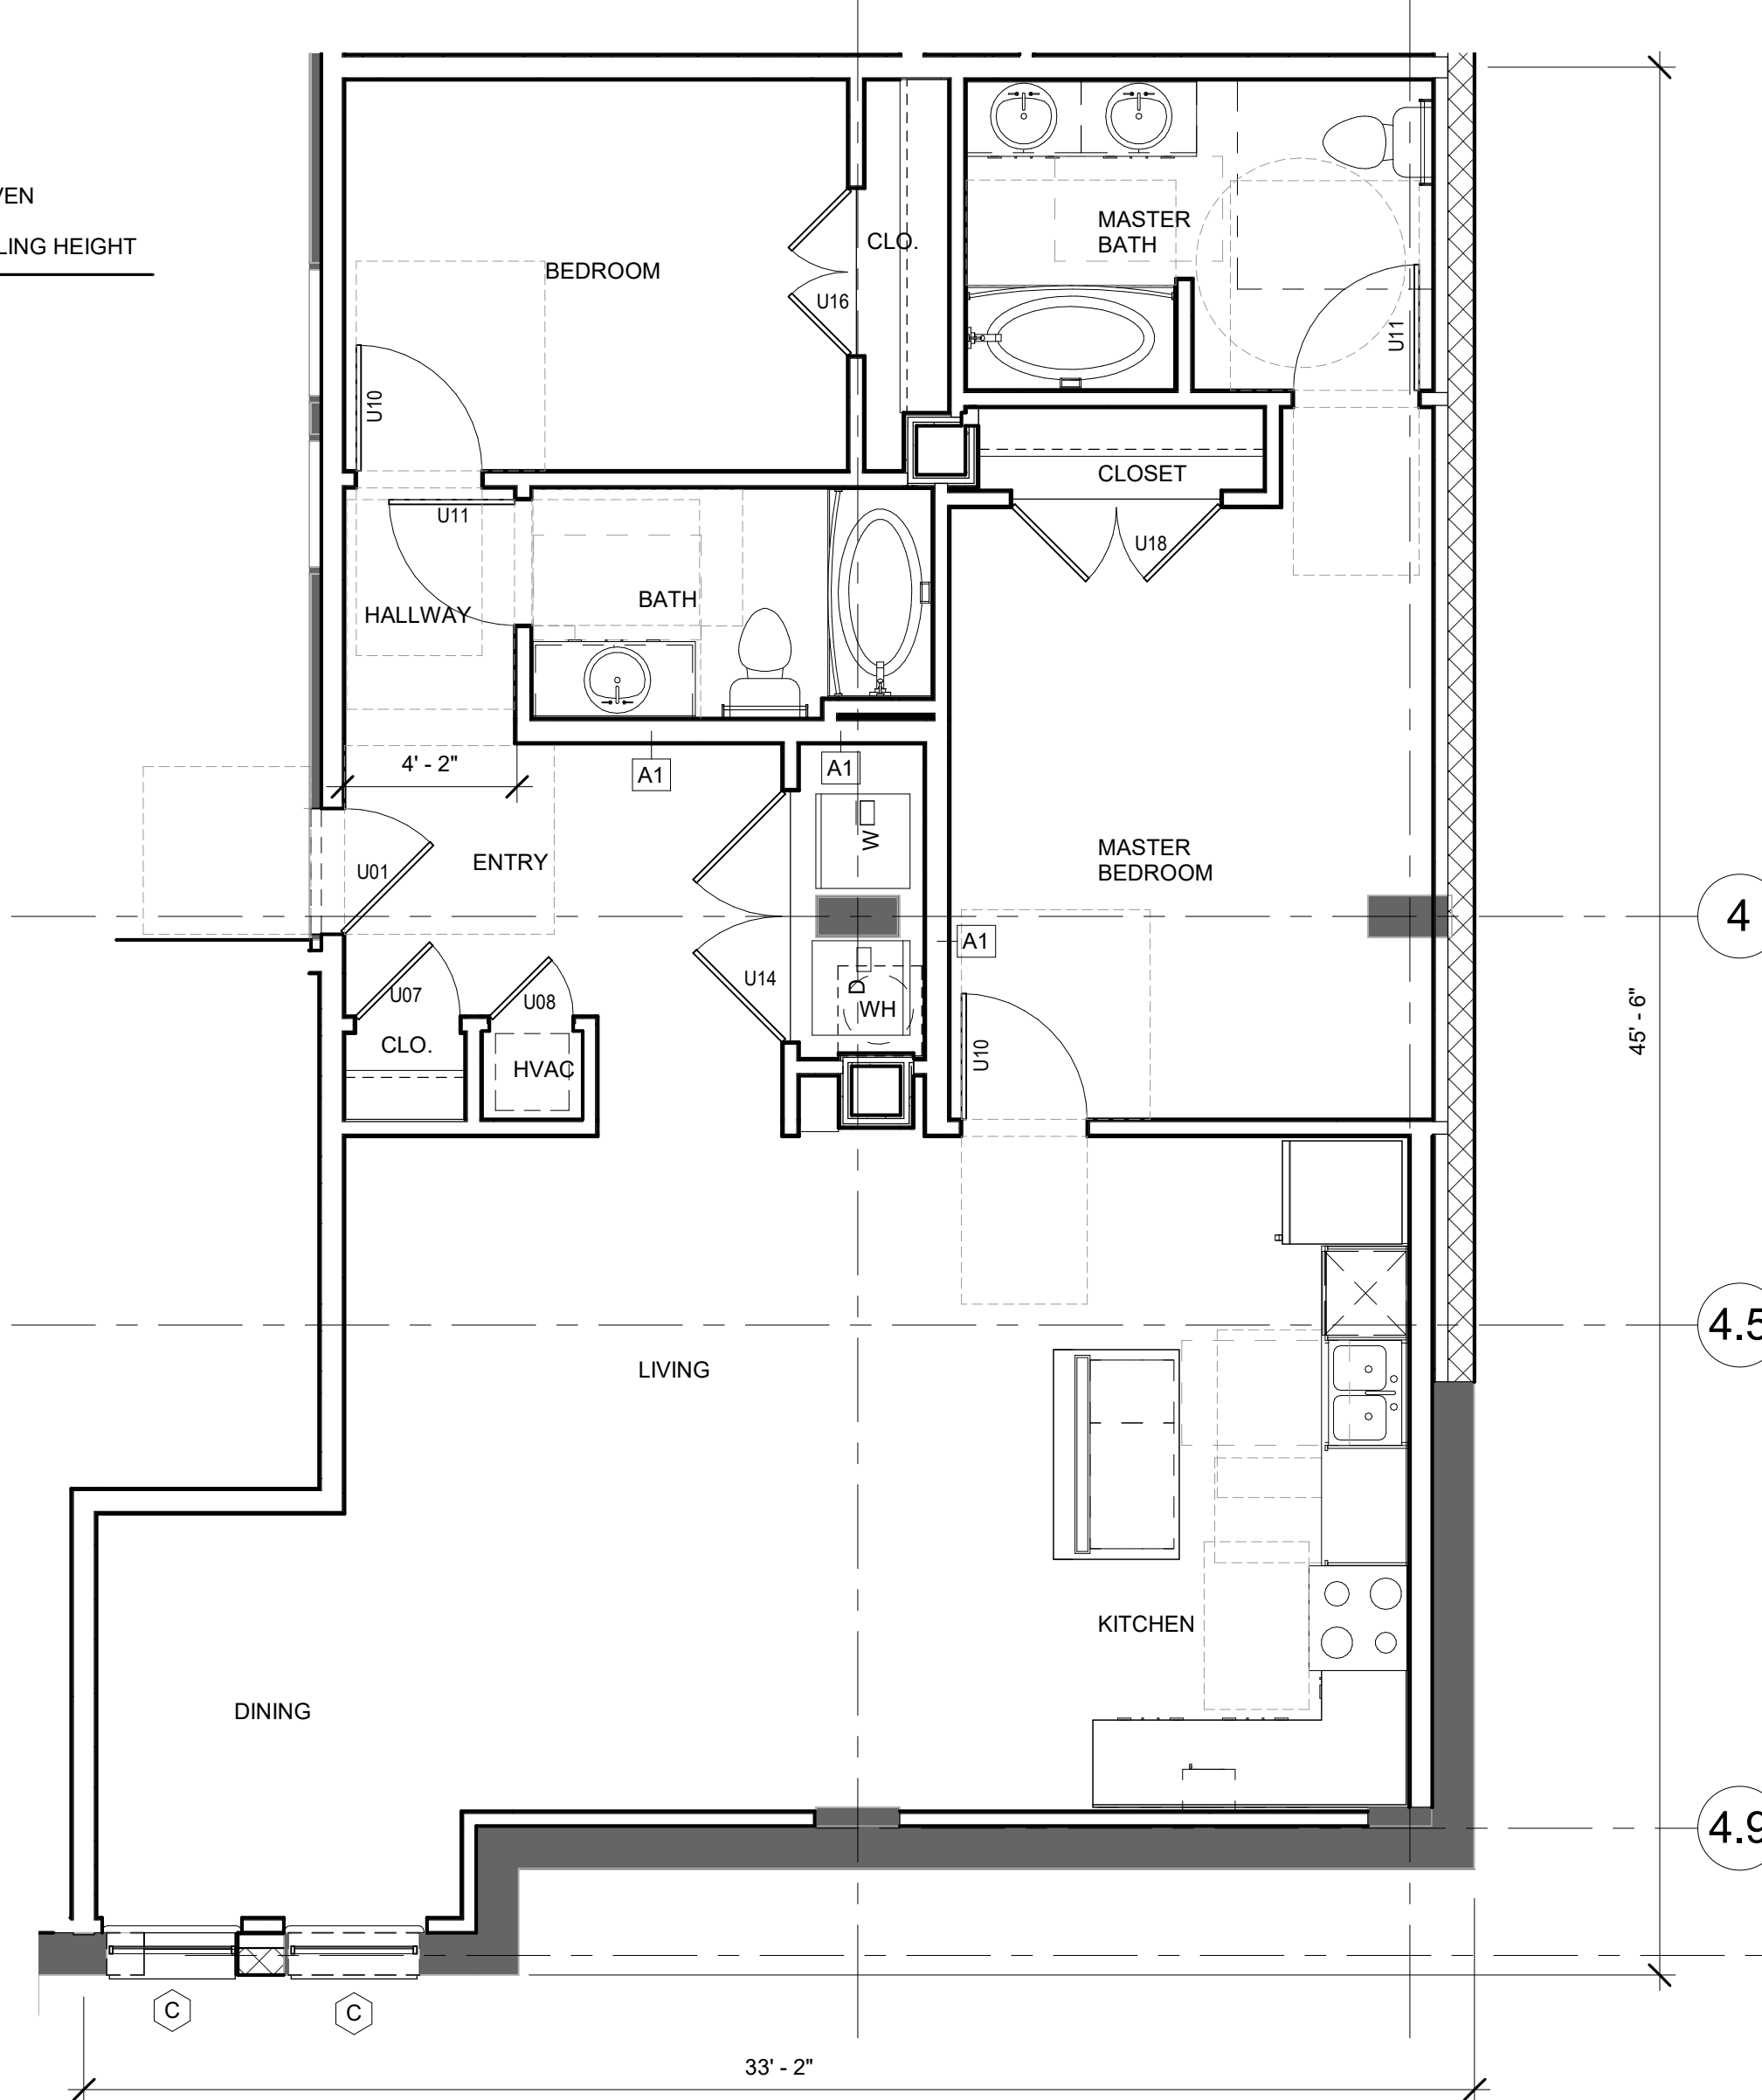 VEN
LING HEIGHT
BEDROOM
CLO.
U16
MASTER
BATH
U11
U10
CLOSET
U11
U18
BATH
HALLWAY
4' - 2"
A1
A1
W
ENTRY
U01
MASTER
BEDROOM
4
A1
U14
D
WH
U07
U08
CLO.
HVAC
U10
45' - 6"
4.5
LIVING
KITCHEN
DINING
4.9
C
C
33' - 2"